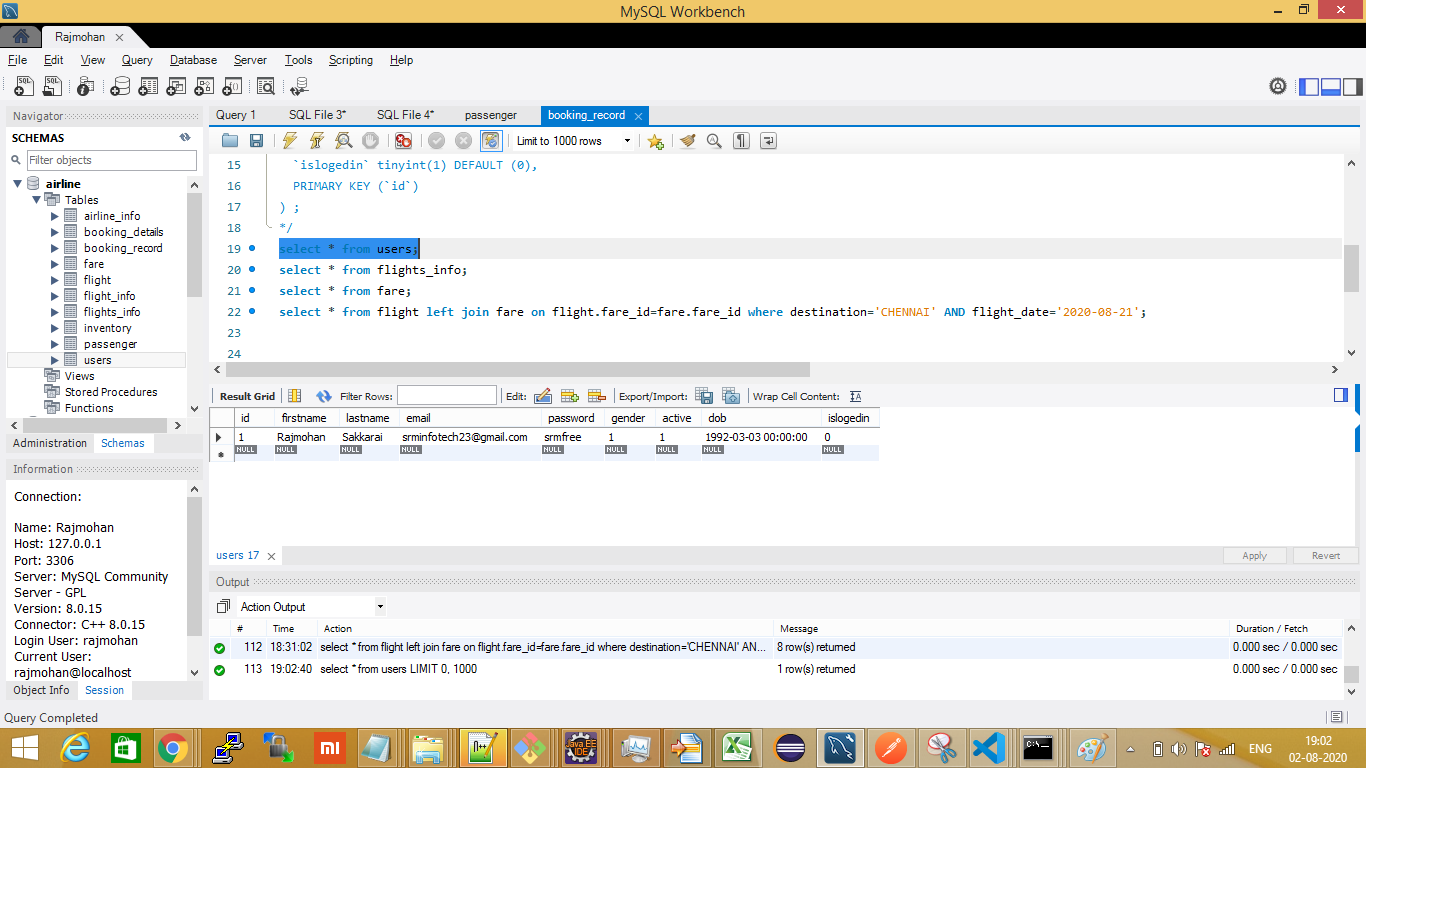 MySQL Workbench
Rajmohan
File Edit View Query Database Server Tools Scripting Help
Navigator
SCHEMAS
Filter objects
airline
Tables
airline_info
booking_details
booking_record
fare
flight
flight_info
flights_info
inventory
passenger
users
Views
Stored Procedures
Functions
Administration Schemas
Information
Connection:
Name: Rajmohan
Host: 127.0.0.1
Port: 3306
Server: MySQL Community
Server - GPL
Version: 8.0.15
Connector: C++ 8.0.15
Login User: rajmohan
Current User:
rajmohan@localhost
Object Info Session
Query 1 SQL File 3* SQL File 4* passenger booking_record
Limit to 1000 rows
15 `islogedin` tinyint(1) DEFAULT (0),
16 PRIMARY KEY (`id`)
17 ) ;
18 */
19 select * from users;
20 select * from flights_info;
21 select * from fare;
22 select * from flight left join fare on flight.fare_id=fare.fare_id where destination='CHENNAI' AND flight_date='2020-08-21';
23
24
Result Grid Filter Rows: Edit: Export/Import: Wrap Cell Content:
id firstname lastname email password gender active dob islogedin
1 Rajmohan Sakkarai srminfotech23@gmail.com srmfree 1 1 1992-03-03 00:00:00 0
NULL NULL NULL NULL NULL NULL NULL NULL NULL
users 17
Apply Revert
Output
Action Output
# Time Action Message Duration / Fetch
112 18:31:02 select * from flight left join fare on flight.fare_id=fare.fare_id where destination='CHENNAI' AN... 8 row(s) returned 0.000 sec / 0.000 sec
113 19:02:40 select * from users LIMIT 0, 1000 1 row(s) returned 0.000 sec / 0.000 sec
Query Completed
ENG
19:02
02-08-2020